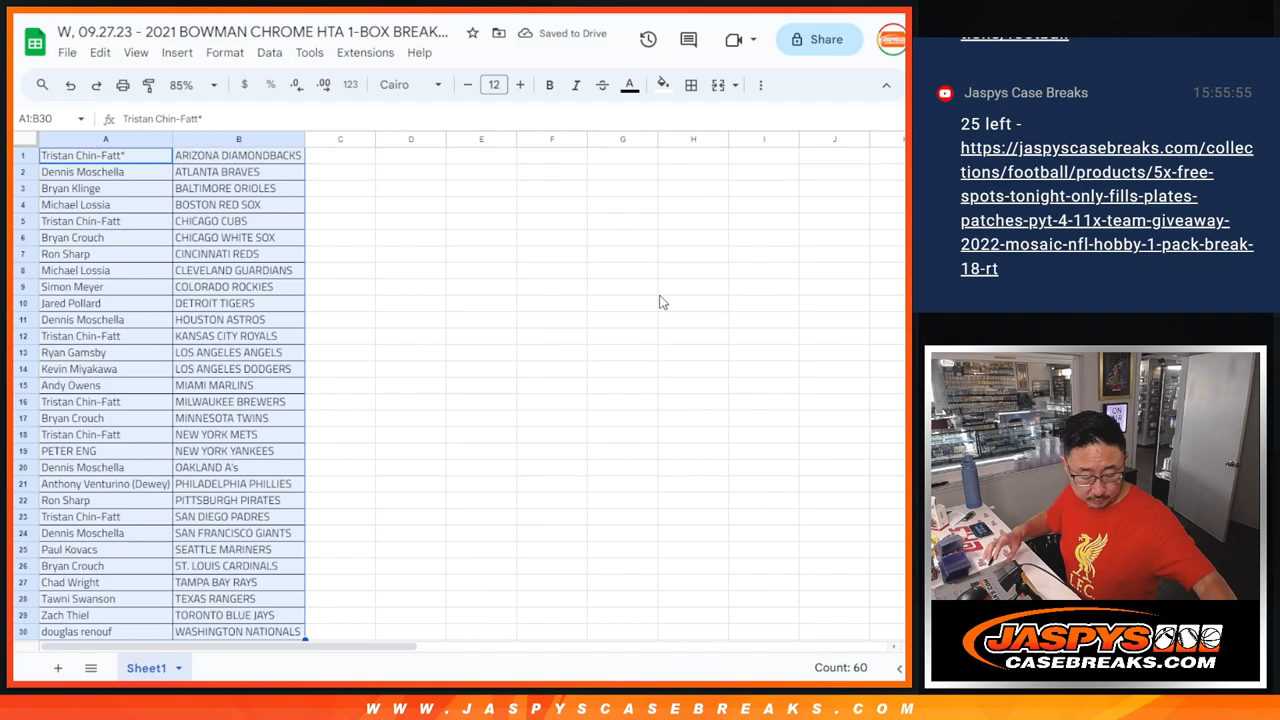 W, 09.27.23 - 2021 BOWMAN CHROME HTA 1-BOX BREAK...
Saved to Drive
Share
File Edit View Insert Format Data Tools Extensions Help
85% $ % .0 .00 123 Cairo - 12 + B I S A
A1:B30 fx Tristan Chin-Fatt*
A B C D E F G H I J
1 Tristan Chin-Fatt* ARIZONA DIAMONDBACKS
2 Dennis Moschella ATLANTA BRAVES
3 Bryan Klinge BALTIMORE ORIOLES
4 Michael Lossia BOSTON RED SOX
5 Tristan Chin-Fatt CHICAGO CUBS
6 Bryan Crouch CHICAGO WHITE SOX
7 Ron Sharp CINCINNATI REDS
8 Michael Lossia CLEVELAND GUARDIANS
9 Simon Meyer COLORADO ROCKIES
10 Jared Pollard DETROIT TIGERS
11 Dennis Moschella HOUSTON ASTROS
12 Tristan Chin-Fatt KANSAS CITY ROYALS
13 Ryan Gamsby LOS ANGELES ANGELS
14 Kevin Miyakawa LOS ANGELES DODGERS
15 Andy Owens MIAMI MARLINS
16 Tristan Chin-Fatt MILWAUKEE BREWERS
17 Bryan Crouch MINNESOTA TWINS
18 Tristan Chin-Fatt NEW YORK METS
19 PETER ENG NEW YORK YANKEES
20 Dennis Moschella OAKLAND A's
21 Anthony Venturino (Dewey) PHILADELPHIA PHILLIES
22 Ron Sharp PITTSBURGH PIRATES
23 Tristan Chin-Fatt SAN DIEGO PADRES
24 Dennis Moschella SAN FRANCISCO GIANTS
25 Paul Kovacs SEATTLE MARINERS
26 Bryan Crouch ST. LOUIS CARDINALS
27 Chad Wright TAMPA BAY RAYS
28 Tawni Swanson TEXAS RANGERS
29 Zach Thiel TORONTO BLUE JAYS
30 douglas renouf WASHINGTON NATIONALS
Sheet1
Count: 60
tions/football
Jaspys Case Breaks 15:55:55
25 left -
https://jaspyscasebreaks.com/collec
tions/football/products/5x-free-
spots-tonight-only-fills-plates-
patches-pyt-4-11x-team-giveaway-
2022-mosaic-nfl-hobby-1-pack-break-
18-rt
L.F.C.
JASPYS
CASEBREAKS.COM
WWW.JASPYSCASEBREAKS.COM